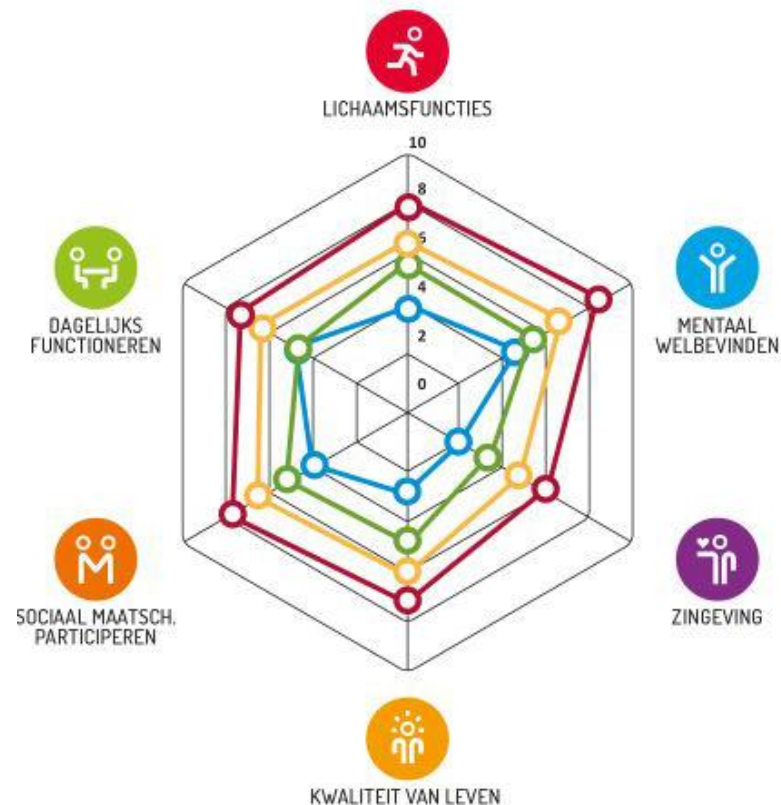 LICHAAMSFUNCTIES
10
8
6
4
2
0
DAGELIJKS
FUNCTIONEREN
MENTAAL
WELBEVINDEN
SOCIAAL MAATSCH.
PARTICIPEREN
ZINGEVING
KWALITEIT VAN LEVEN